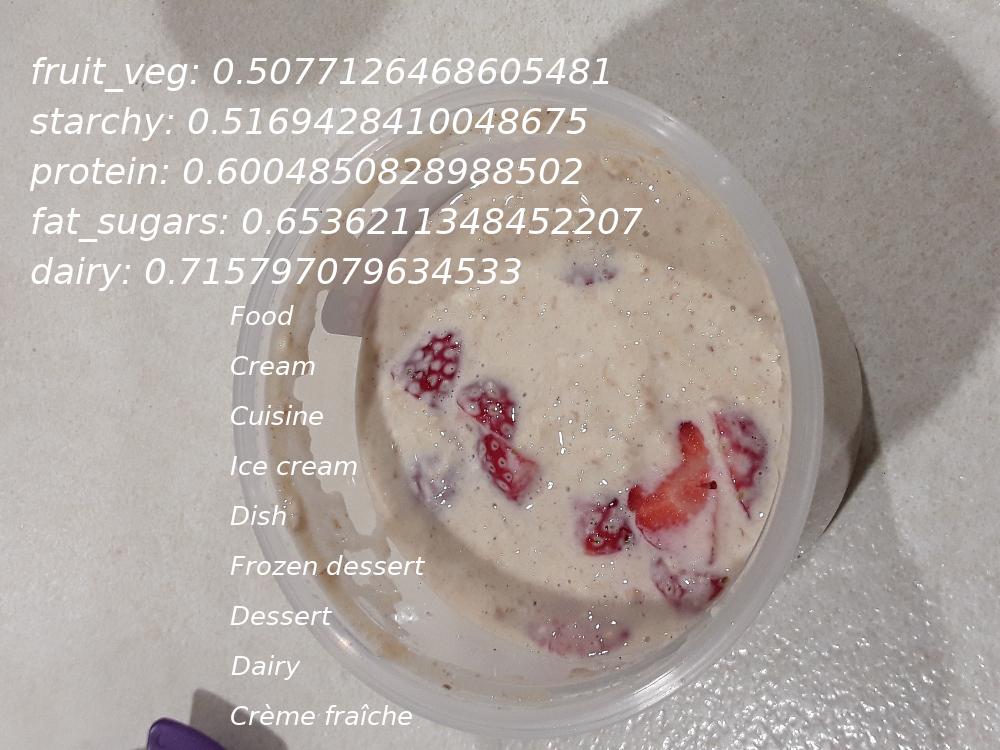 fruit_veg: 0.5077126468605481
starchy: 0.5169428410048675
protein: 0.6004850828988502
fat_sugars: 0.6536211348452207
dairy: 0.715797079634533
Food
Cream
Cuisine
Ice cream
Dish
Frozen dessert
Dessert
Dairy
Crème fraîche